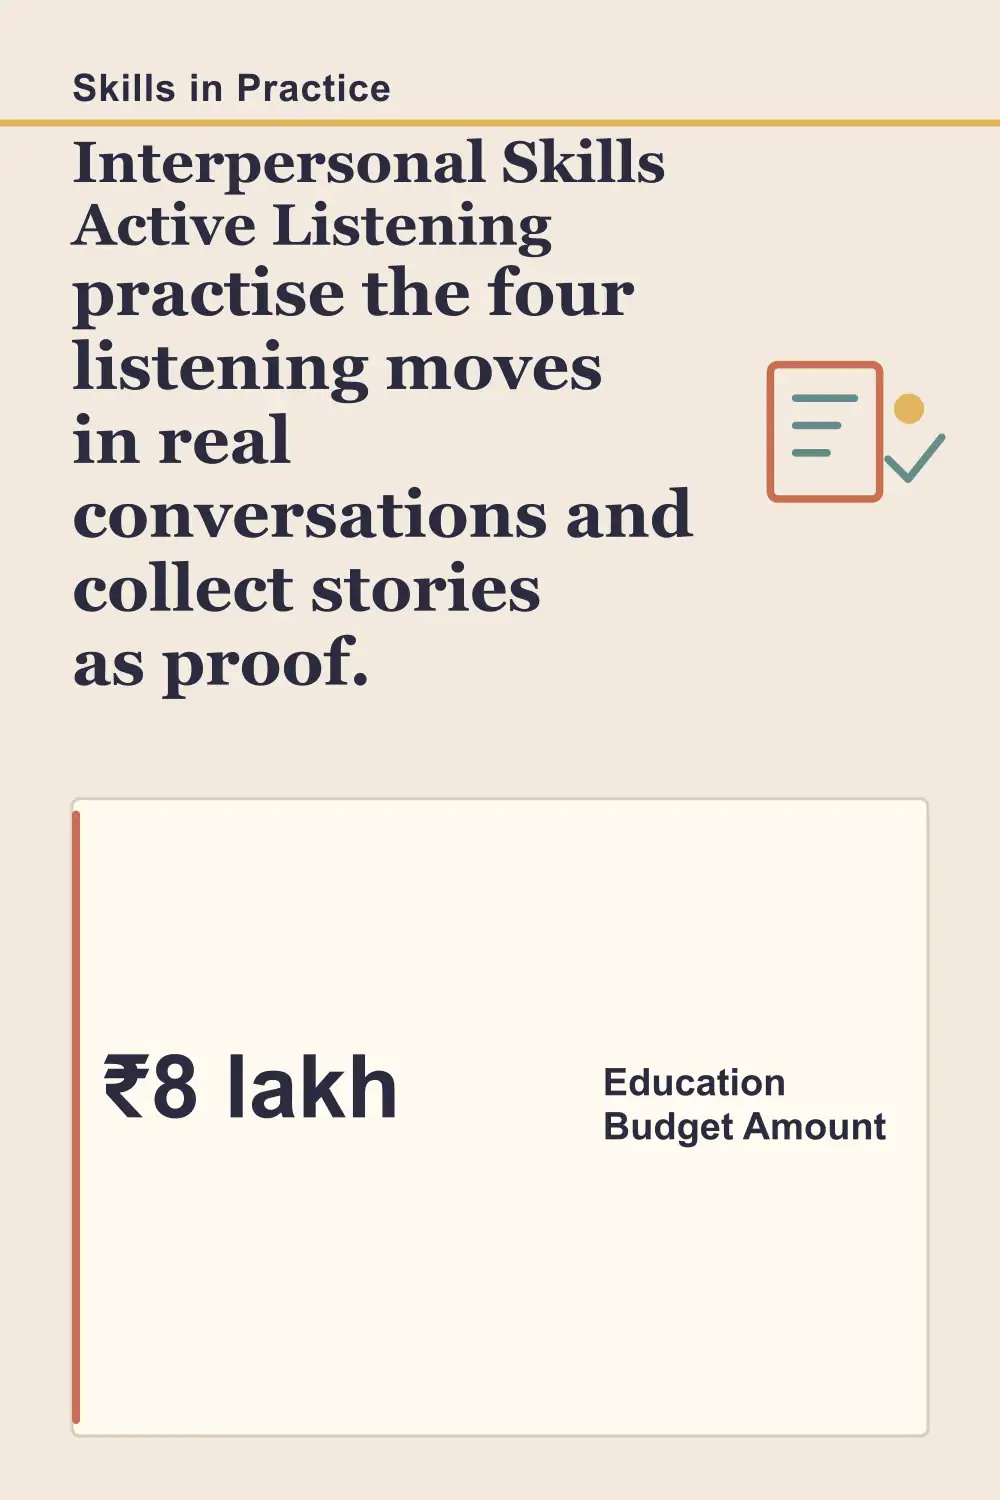 Skills in Practice
Interpersonal Skills
Active Listening
practise the four
listening moves
in real
conversations and
collect stories
as proof.
₹8 lakh
Education
Budget Amount